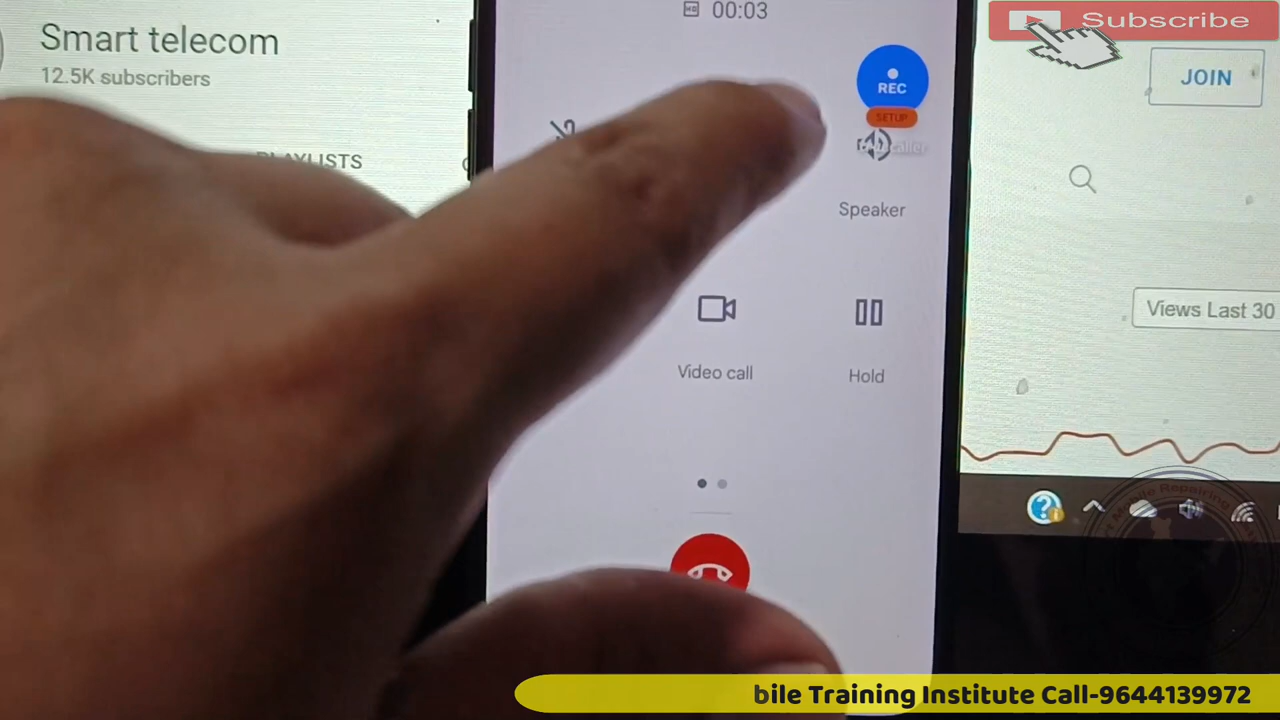 Smart telecom
12.5K subscribers
PLAYLISTS
00:03
REC
SETUP
Speaker
Video call
Hold
Subscribe
JOIN
Views Last 30
bile Training Institute Call-9644139972